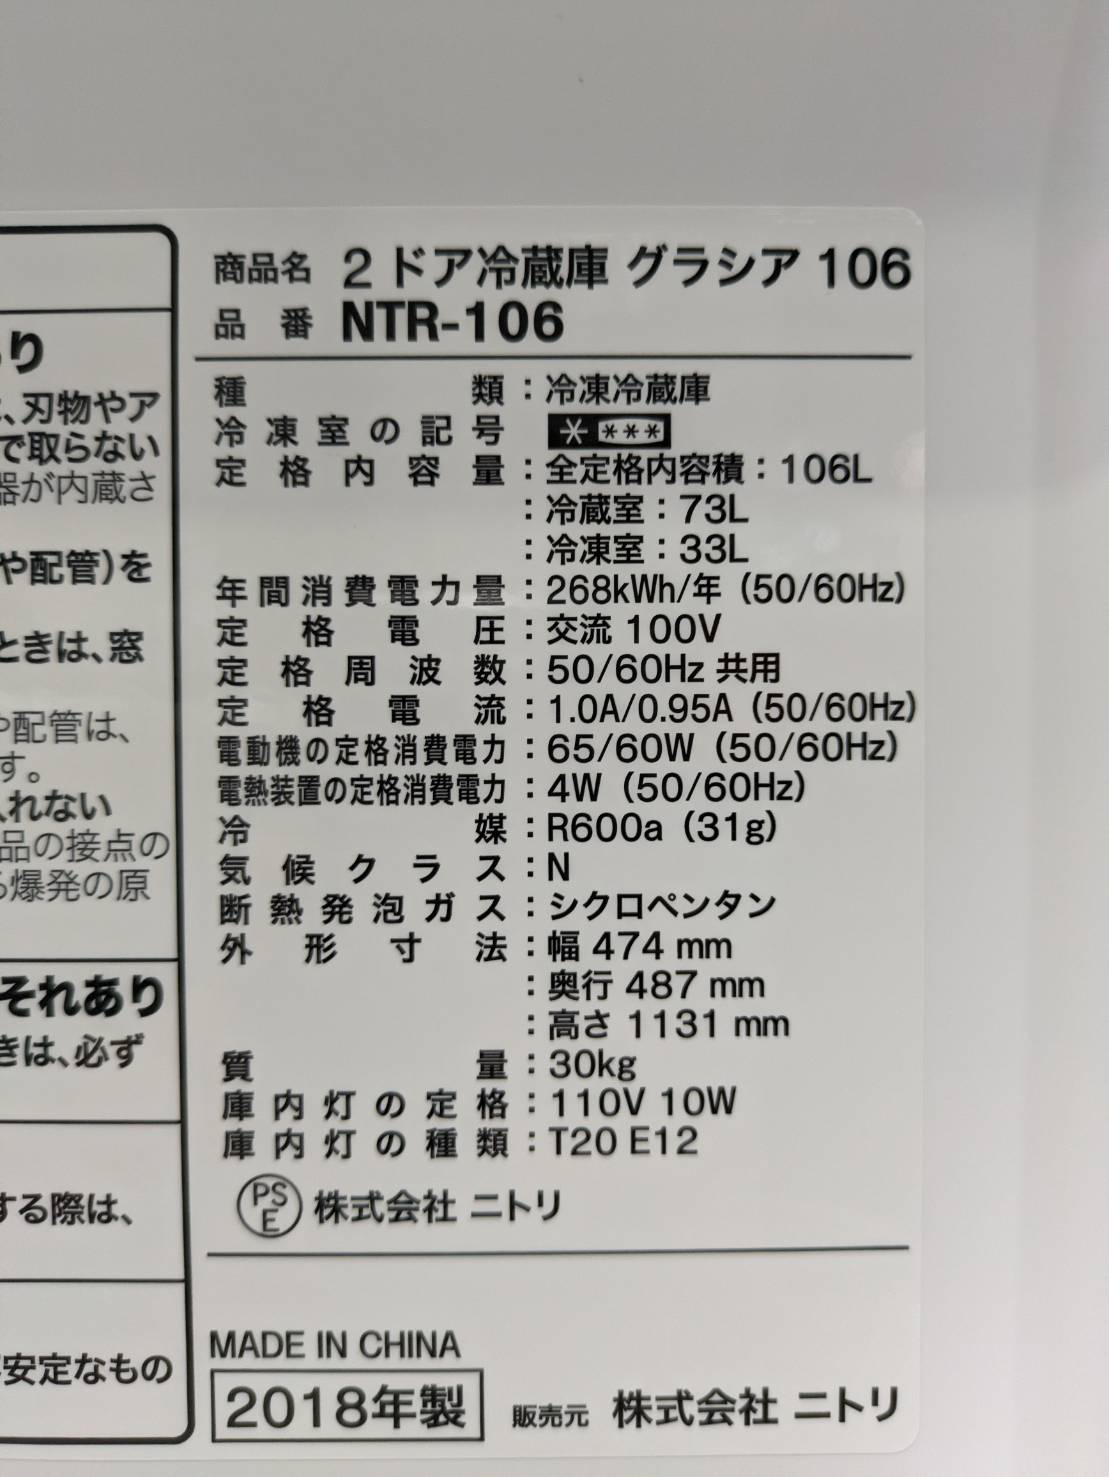 り
、刃物やア
で取らない
器が内蔵さ
や配管)を
ときは、窓
や配管は、
す。
れない
品の接点の
爆発の原
それあり
きは、必ず
する際は、
安定なもの
商品名 2ドア冷蔵庫 グラシア 106
品番 NTR-106
種類：冷凍冷蔵庫
冷凍室の記号 * ***
定格内容量：全定格内容積：106L
：冷蔵室：73L
：冷凍室：33L
年間消費電力量：268kWh/年 (50/60Hz)
定格電圧：交流 100V
定格周波数：50/60Hz 共用
定格電流：1.0A/0.95A (50/60Hz)
電動機の定格消費電力：65/60W (50/60Hz)
電熱装置の定格消費電力：4W (50/60Hz)
冷媒：R600a (31g)
気候クラス：N
断熱発泡ガス：シクロペンタン
外形寸法：幅 474 mm
：奥行 487 mm
：高さ 1131 mm
質量：30kg
庫内灯の定格：110V 10W
庫内灯の種類：T20 E12
PS
E 株式会社 ニトリ
MADE IN CHINA
2018年製 販売元 株式会社 ニトリ